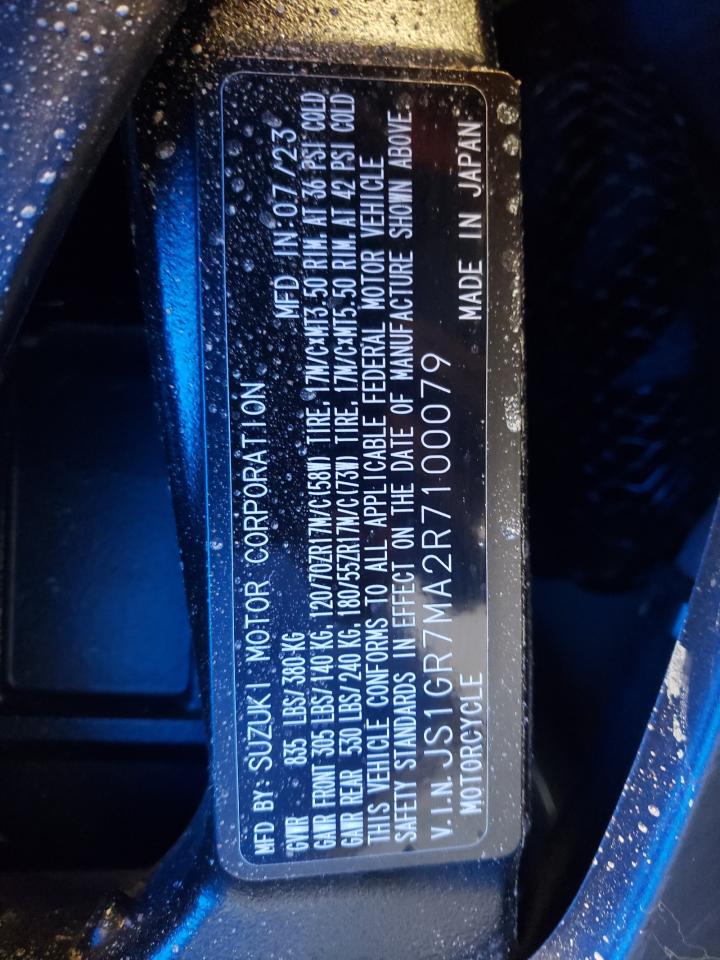 MFD BY: SUZUKI MOTOR CORPORATION MFD IN:07/23
GVWR 835 LBS/380 KG
GAWR FRONT 305 LBS/140 KG, 120/70ZR17M/C(58W) TIRE, 17M/C×MT3.50 RIM, AT 36 PSI COLD
GAWR REAR 530 LBS/240 KG, 180/55ZR17M/C(73W) TIRE, 17M/C×MT5.50 RIM, AT 42 PSI COLD
THIS VEHICLE CONFORMS TO ALL APPLICABLE FEDERAL MOTOR VEHICLE
SAFETY STANDARDS IN EFFECT ON THE DATE OF MANUFACTURE SHOWN ABOVE.
V.I.N. JS1GR7MA2R7100079
MOTORCYCLE MADE IN JAPAN